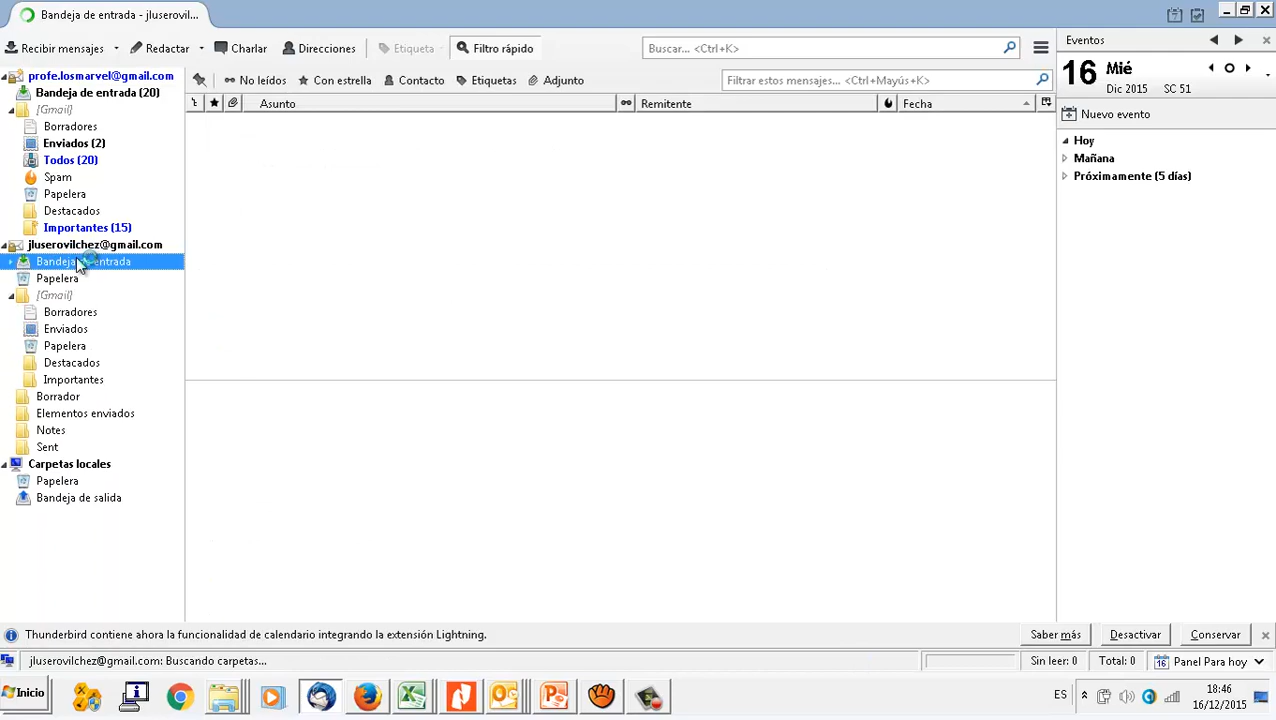 Bandeja de entrada - jluserovil...
Recibir mensajes Redactar Charlar Direcciones Etiqueta Filtro rápido Buscar... <Ctrl+K>
No leídos Con estrella Contacto Etiquetas Adjunto Filtrar estos mensajes... <Ctrl+Mayús+K>
Asunto Remitente Fecha
profe.losmarvel@gmail.com
Bandeja de entrada (20)
[Gmail]
Borradores
Enviados (2)
Todos (20)
Spam
Papelera
Destacados
Importantes (15)
jluserovilchez@gmail.com
Bandeja entrada
Papelera
[Gmail]
Borradores
Enviados
Papelera
Destacados
Importantes
Borrador
Elementos enviados
Notes
Sent
Carpetas locales
Papelera
Bandeja de salida
Eventos
16 Mié
Dic 2015 SC 51
Nuevo evento
Hoy
Mañana
Próximamente (5 días)
Thunderbird contiene ahora la funcionalidad de calendario integrando la extensión Lightning. Saber más Desactivar Conservar
jluserovilchez@gmail.com: Buscando carpetas... Sin leer: 0 Total: 0 16 Panel Para hoy
Inicio ES 18:46
16/12/2015